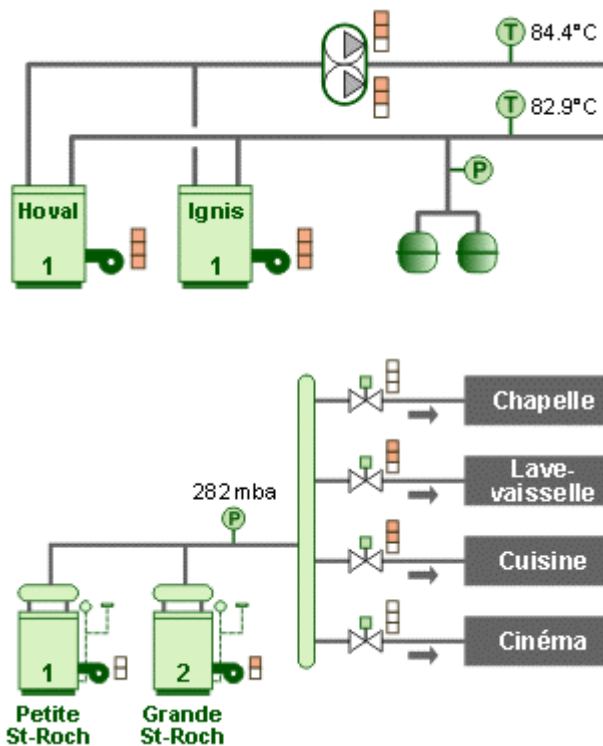 T 84.4°C
T 82.9°C
P
Hoval
1
Ignis
1
Chapelle
Lave-
vaisselle
282 mba
P
Cuisine
Cinéma
1
2
Petite
St-Roch
Grande
St-Roch